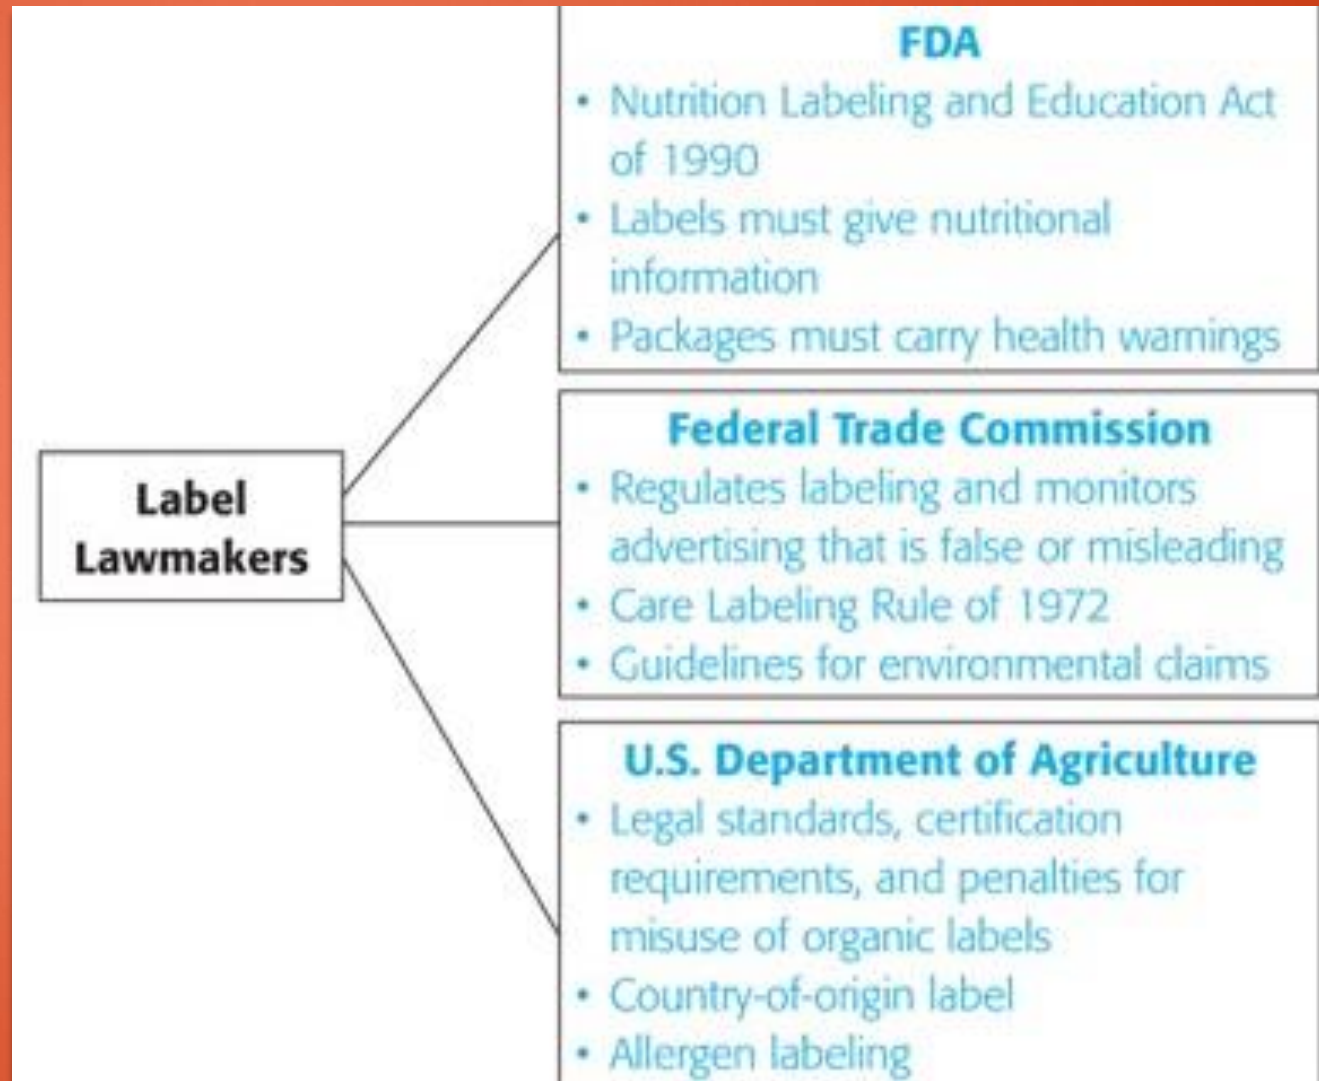 FDA
• Nutrition Labeling and Education Act
of 1990
• Labels must give nutritional
information
• Packages must carry health warnings
Label
Lawmakers
Federal Trade Commission
• Regulates labeling and monitors
advertising that is false or misleading
• Care Labeling Rule of 1972
• Guidelines for environmental claims
U.S. Department of Agriculture
• Legal standards, certification
requirements, and penalties for
misuse of organic labels
• Country-of-origin label
• Allergen labeling